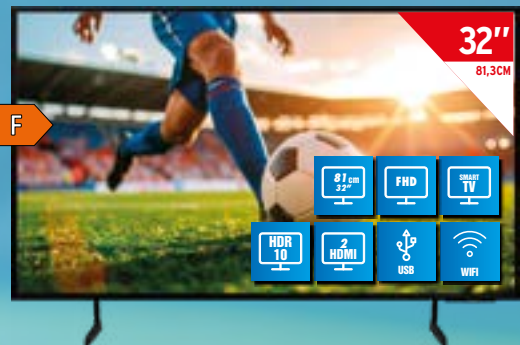 32"
81,3CM
F
81 cm
32"
FHD
SMART
TV
HDR
10
2
HDMI
USB
WIFI